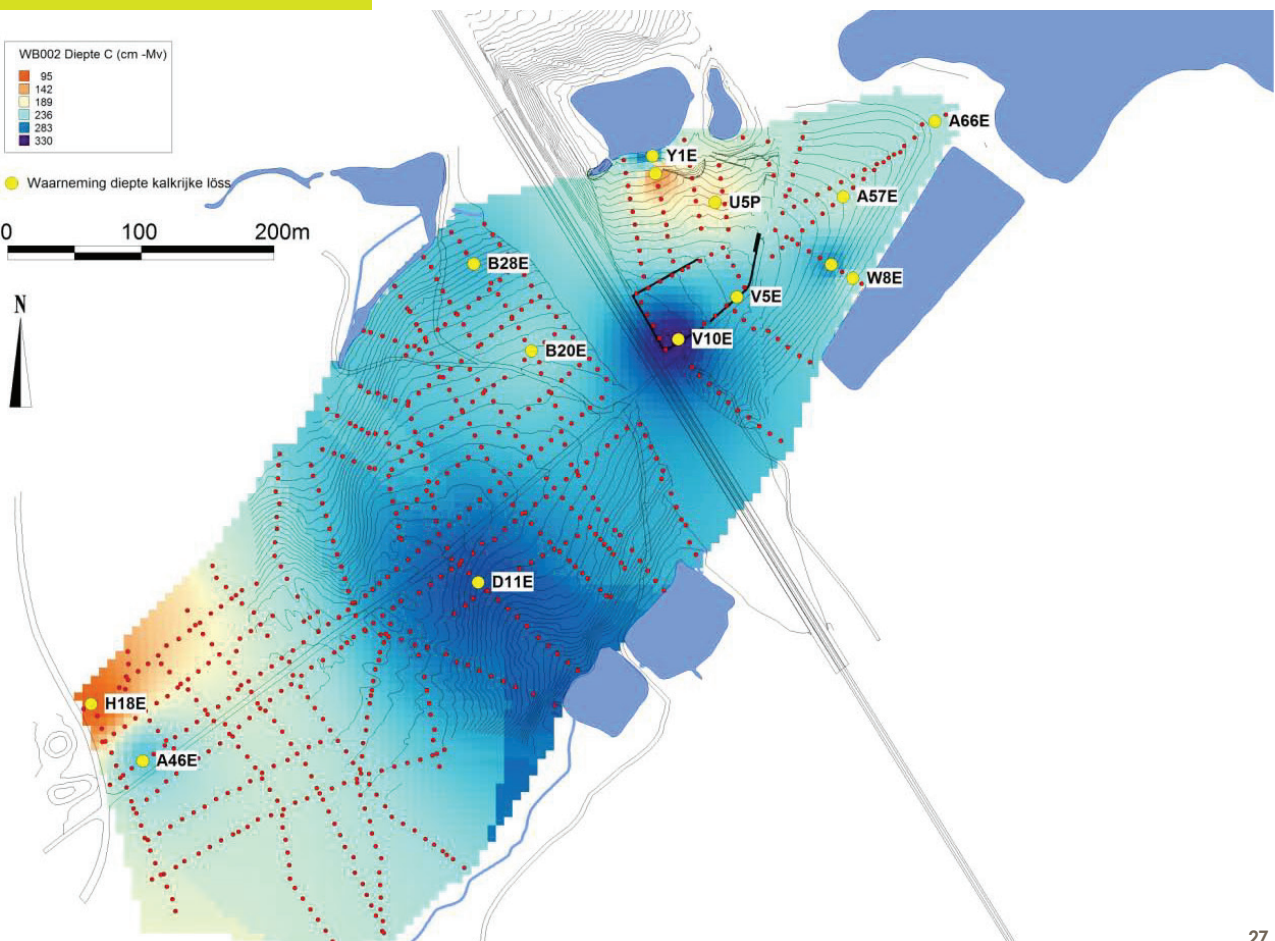 WB002 Diepte C (cm -Mv)
95
142
189
236
283
330
Waarneming diepte kalkrijke löss
0 100 200m
N
A66E
Y1E
A57E
U5P
B28E
W8E
V5E
V10E
B20E
D11E
H18E
A46E
27